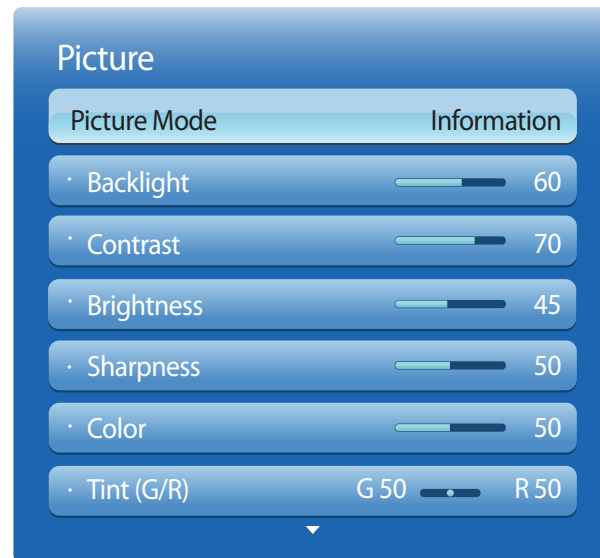 Picture
Picture Mode Information
· Backlight 60
· Contrast 70
· Brightness 45
· Sharpness 50
· Color 50
· Tint (G/R) G 50 R 50